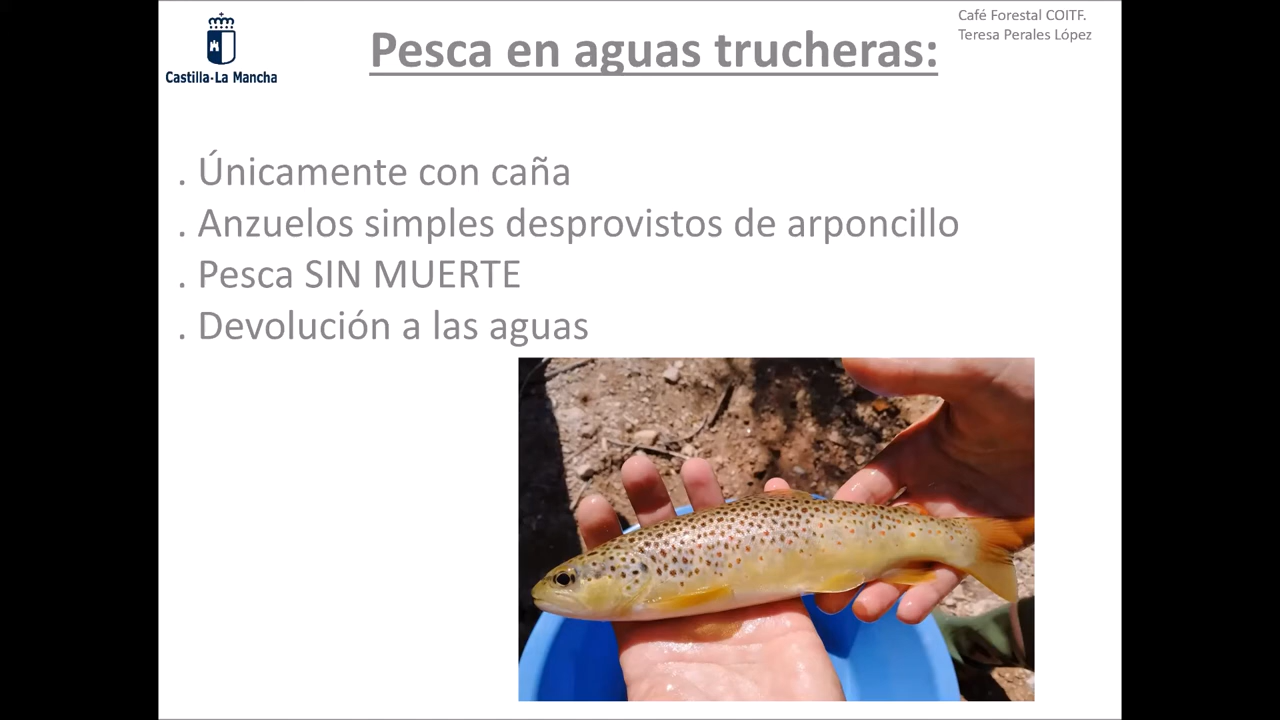 Castilla-La Mancha
Pesca en aguas trucheras:
Café Forestal COITF.
Teresa Perales López
. Únicamente con caña
. Anzuelos simples desprovistos de arponcillo
. Pesca SIN MUERTE
. Devolución a las aguas